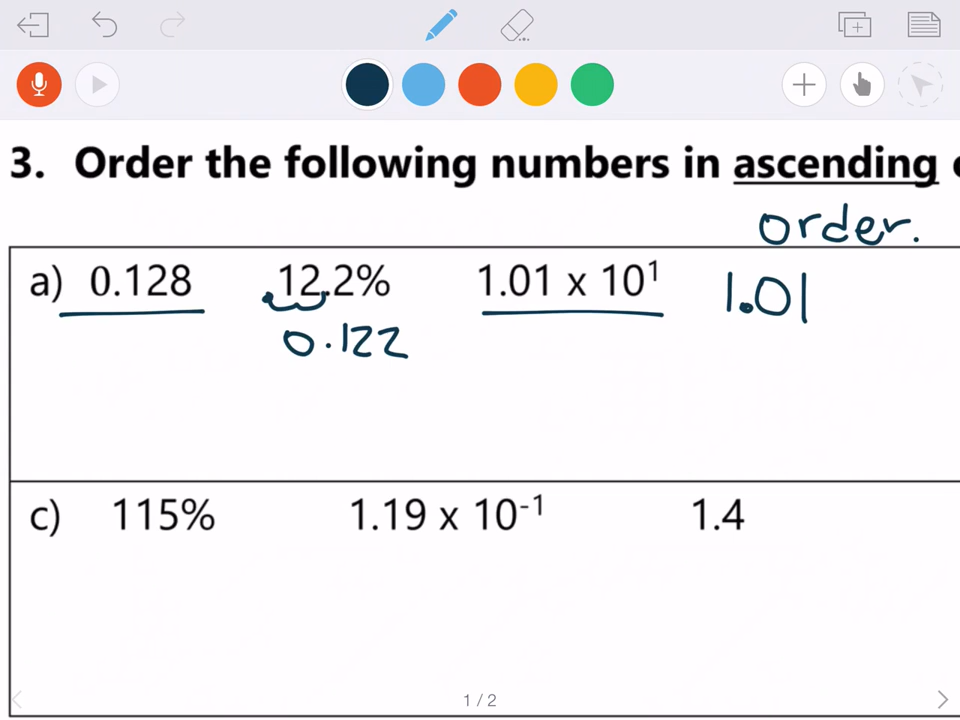 3. Order the following numbers in ascending
order.
a) 0.128 12.2% 1.01 x 10¹ 1.01
0.122
c) 115% 1.19 x 10⁻¹ 1.4
1 / 2